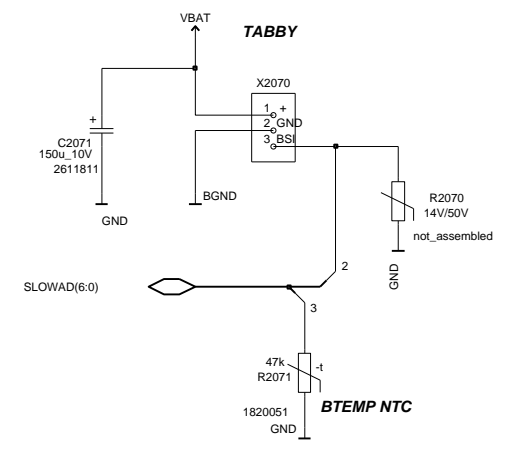 VBAT
TABBY
X2070
1 +
2 GND
3 BSI
+
C2071
150u_10V
2611811
GND
BGND
R2070
14V/50V
not_assembled
GND
2
SLOWAD(6:0)
3
47k
-t
R2071
1820051
BTEMP NTC
GND